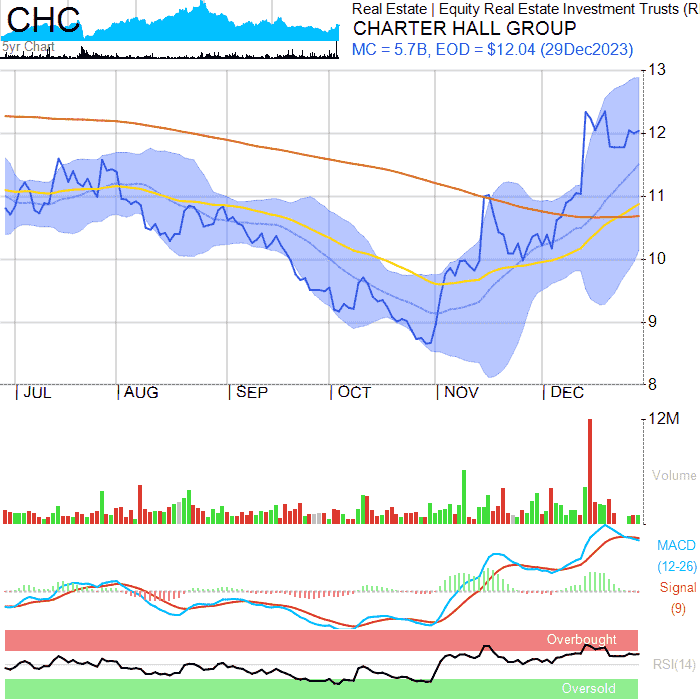 CHC
Real Estate | Equity Real Estate Investment Trusts (R
CHARTER HALL GROUP
MC = 5.7B, EOD = $12.04 (29Dec2023)
5yr Chart
13
12
11
10
9
8
JUL AUG SEP OCT NOV DEC
12M
Volume
MACD
(12-26)
Signal
(9)
Overbought
RSI(14)
Oversold